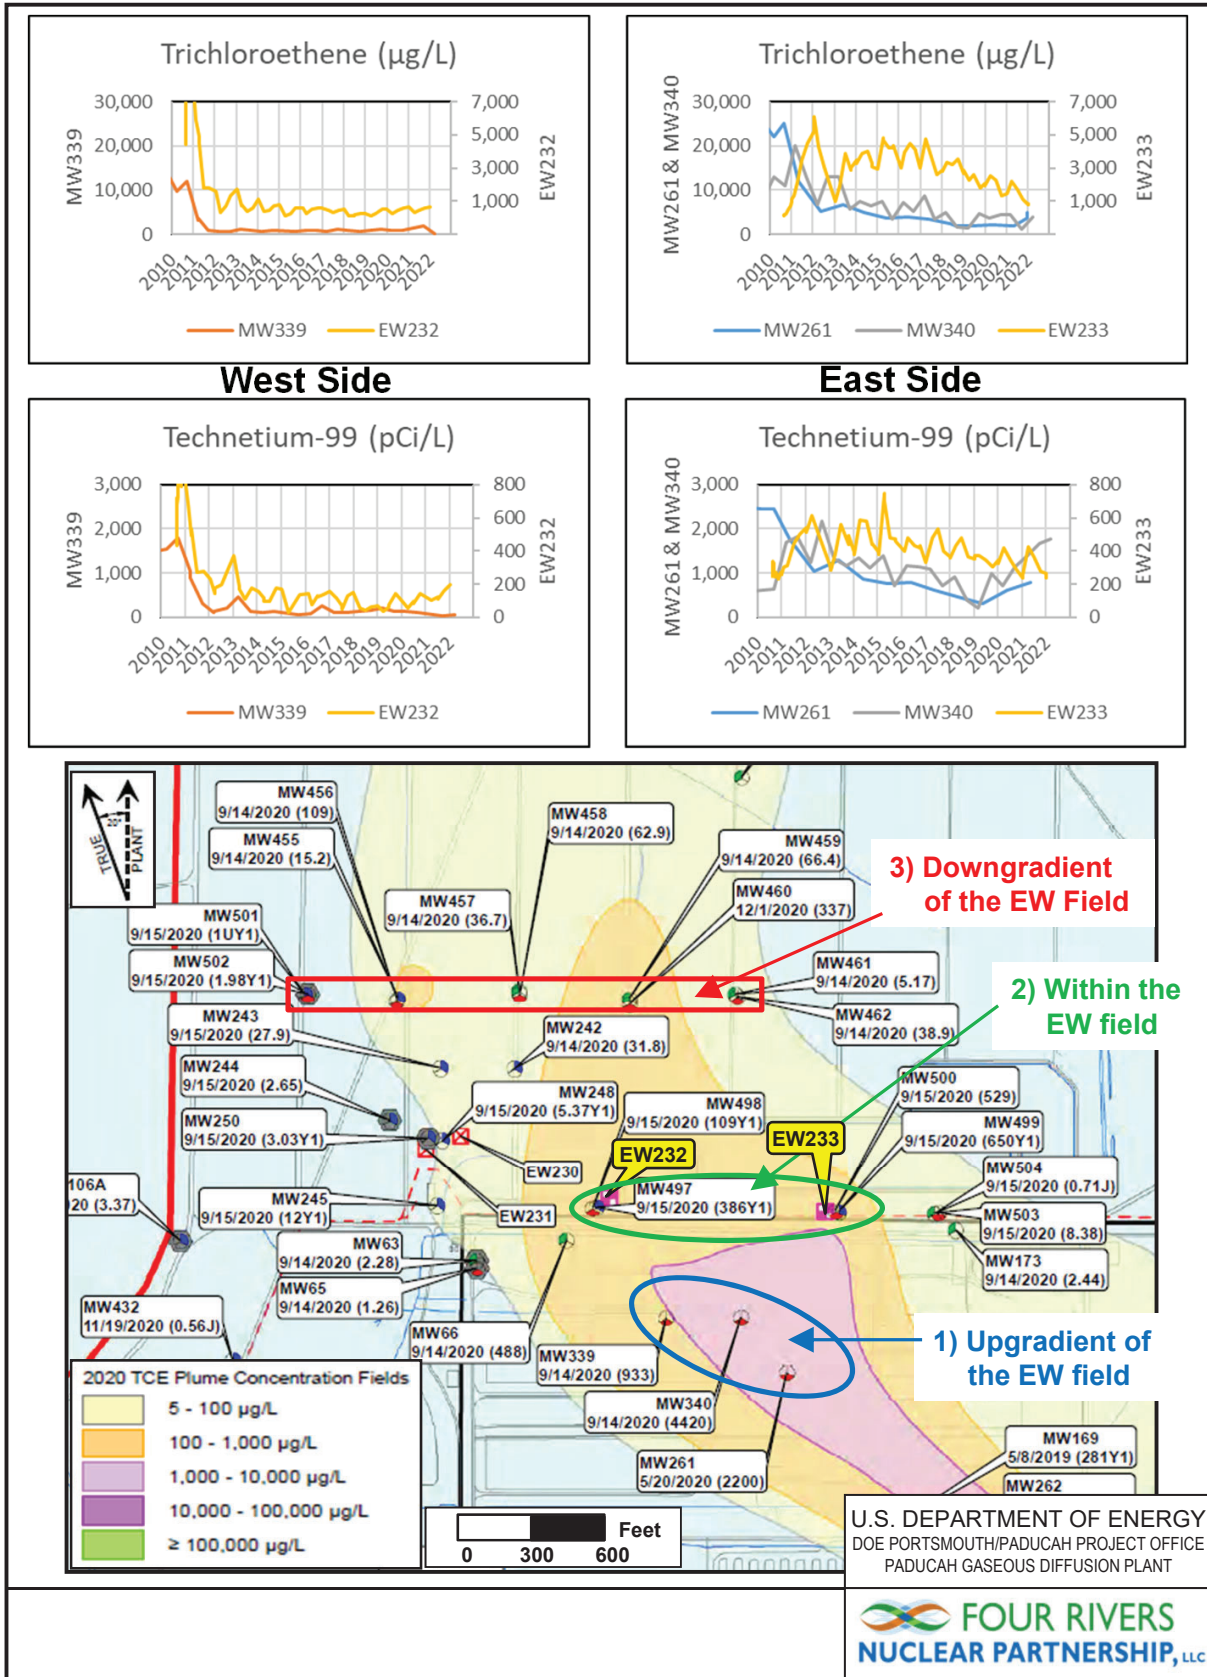 Trichloroethene (µg/L)
30,000
20,000
10,000
0
MW339
7,000
5,000
3,000
1,000
EW232
2010
2011
2012
2013
2014
2015
2016
2017
2018
2019
2020
2021
2022
MW339
EW232
Trichloroethene (µg/L)
MW261 & MW340
30,000
20,000
10,000
0
7,000
5,000
3,000
1,000
EW233
2010
2011
2012
2013
2014
2015
2016
2017
2018
2019
2020
2021
2022
MW261
MW340
EW233
West Side
East Side
Technetium-99 (pCi/L)
MW339
3,000
2,000
1,000
0
800
600
400
200
0
EW232
2010
2011
2012
2013
2014
2015
2016
2017
2018
2019
2020
2021
2022
MW339
EW232
Technetium-99 (pCi/L)
MW261 & MW340
3,000
2,000
1,000
0
800
600
400
200
0
EW233
2010
2011
2012
2013
2014
2015
2016
2017
2018
2019
2020
2021
2022
MW261
MW340
EW233
TRUE
20°
PLANT
MW456
9/14/2020 (109)
MW455
9/14/2020 (15.2)
MW458
9/14/2020 (62.9)
MW459
9/14/2020 (66.4)
MW457
9/14/2020 (36.7)
MW460
12/1/2020 (337)
3) Downgradient
of the EW Field
MW501
9/15/2020 (1UY1)
MW502
9/15/2020 (1.98Y1)
MW461
9/14/2020 (5.17)
MW462
9/14/2020 (38.9)
2) Within the
EW field
MW243
9/15/2020 (27.9)
MW242
9/14/2020 (31.8)
MW244
9/15/2020 (2.65)
MW248
9/15/2020 (5.37Y1)
MW498
9/15/2020 (109Y1)
MW500
9/15/2020 (529)
MW250
9/15/2020 (3.03Y1)
MW499
9/15/2020 (650Y1)
EW230
EW232
EW233
MW504
9/15/2020 (0.71J)
106A
020 (3.37)
MW245
9/15/2020 (12Y1)
EW231
MW497
9/15/2020 (386Y1)
MW503
9/15/2020 (8.38)
MW63
9/14/2020 (2.28)
MW173
9/14/2020 (2.44)
MW65
9/14/2020 (1.26)
MW432
11/19/2020 (0.56J)
MW66
9/14/2020 (488)
MW339
9/14/2020 (933)
1) Upgradient of
the EW field
MW340
9/14/2020 (4420)
MW261
5/20/2020 (2200)
MW169
5/8/2019 (281Y1)
MW262
2020 TCE Plume Concentration Fields
5 - 100 µg/L
100 - 1,000 µg/L
1,000 - 10,000 µg/L
10,000 - 100,000 µg/L
≥ 100,000 µg/L
Feet
0 300 600
U.S. DEPARTMENT OF ENERGY
DOE PORTSMOUTH/PADUCAH PROJECT OFFICE
PADUCAH GASEOUS DIFFUSION PLANT
FOUR RIVERS
NUCLEAR PARTNERSHIP, LLC